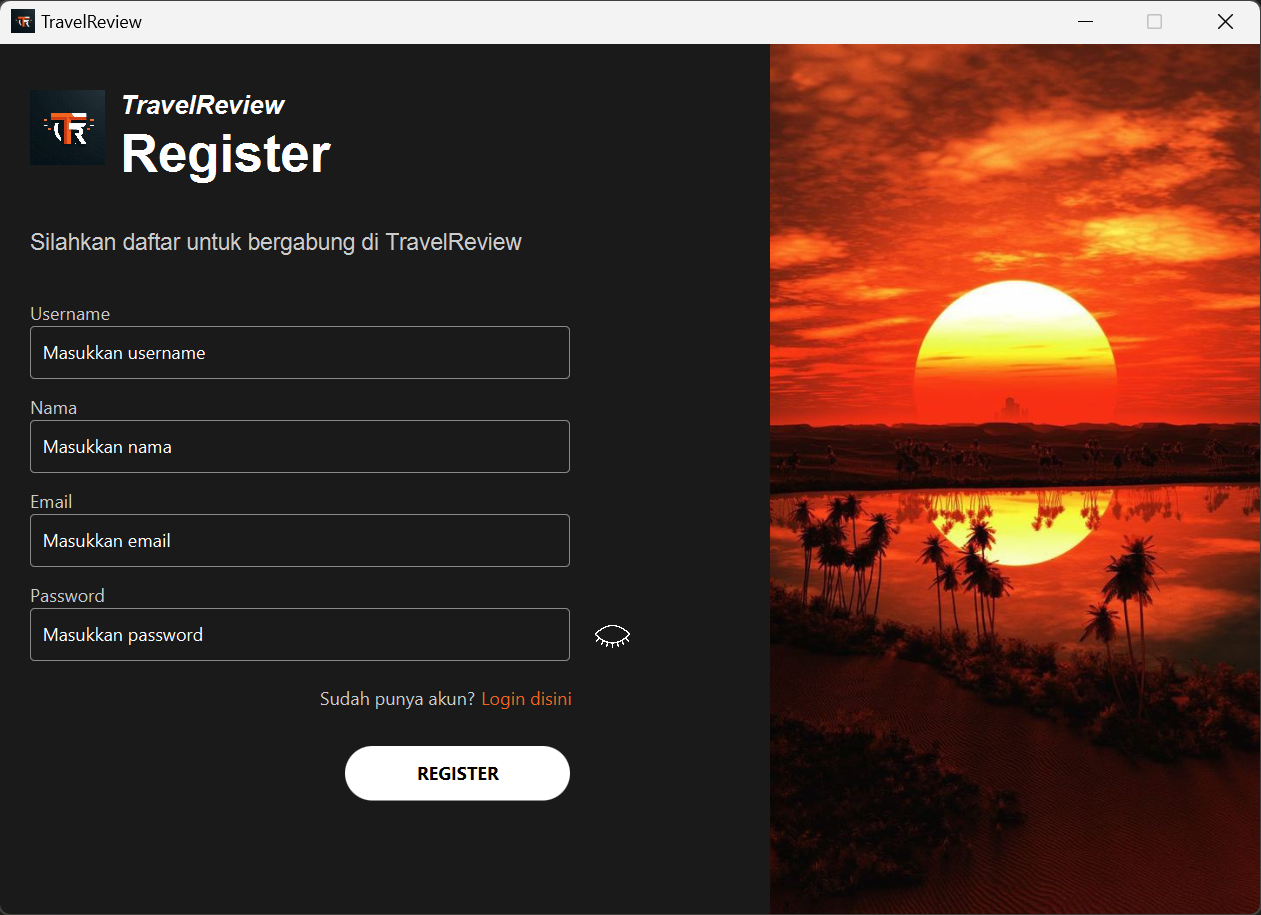 TravelReview
TravelReview
Register
Silahkan daftar untuk bergabung di TravelReview
Username
Masukkan username
Nama
Masukkan nama
Email
Masukkan email
Password
Masukkan password
Sudah punya akun? Login disini
REGISTER